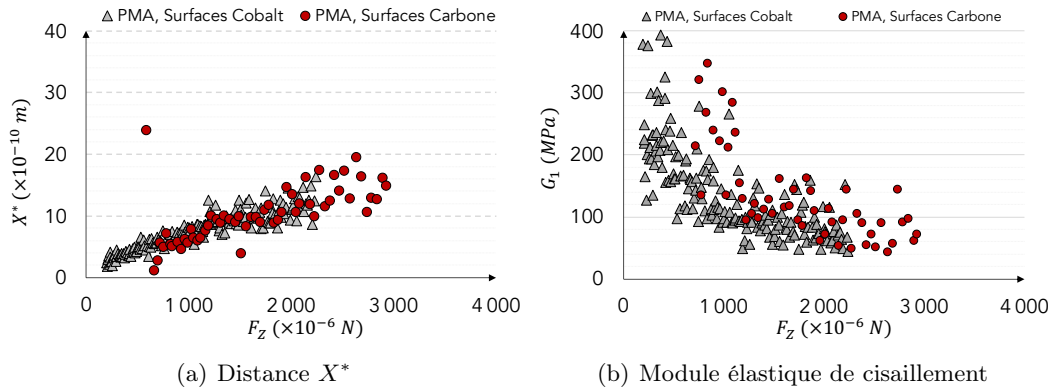 PMA, Surfaces Cobalt
PMA, Surfaces Carbone
40
30
20
10
0
X* (×10⁻¹⁰ m)
0
1 000
2 000
3 000
4 000
F_Z (×10⁻⁶ N)
(a) Distance X*
PMA, Surfaces Cobalt
PMA, Surfaces Carbone
400
300
200
100
0
G₁ (MPa)
0
1 000
2 000
3 000
4 000
F_Z (×10⁻⁶ N)
(b) Module élastique de cisaillement